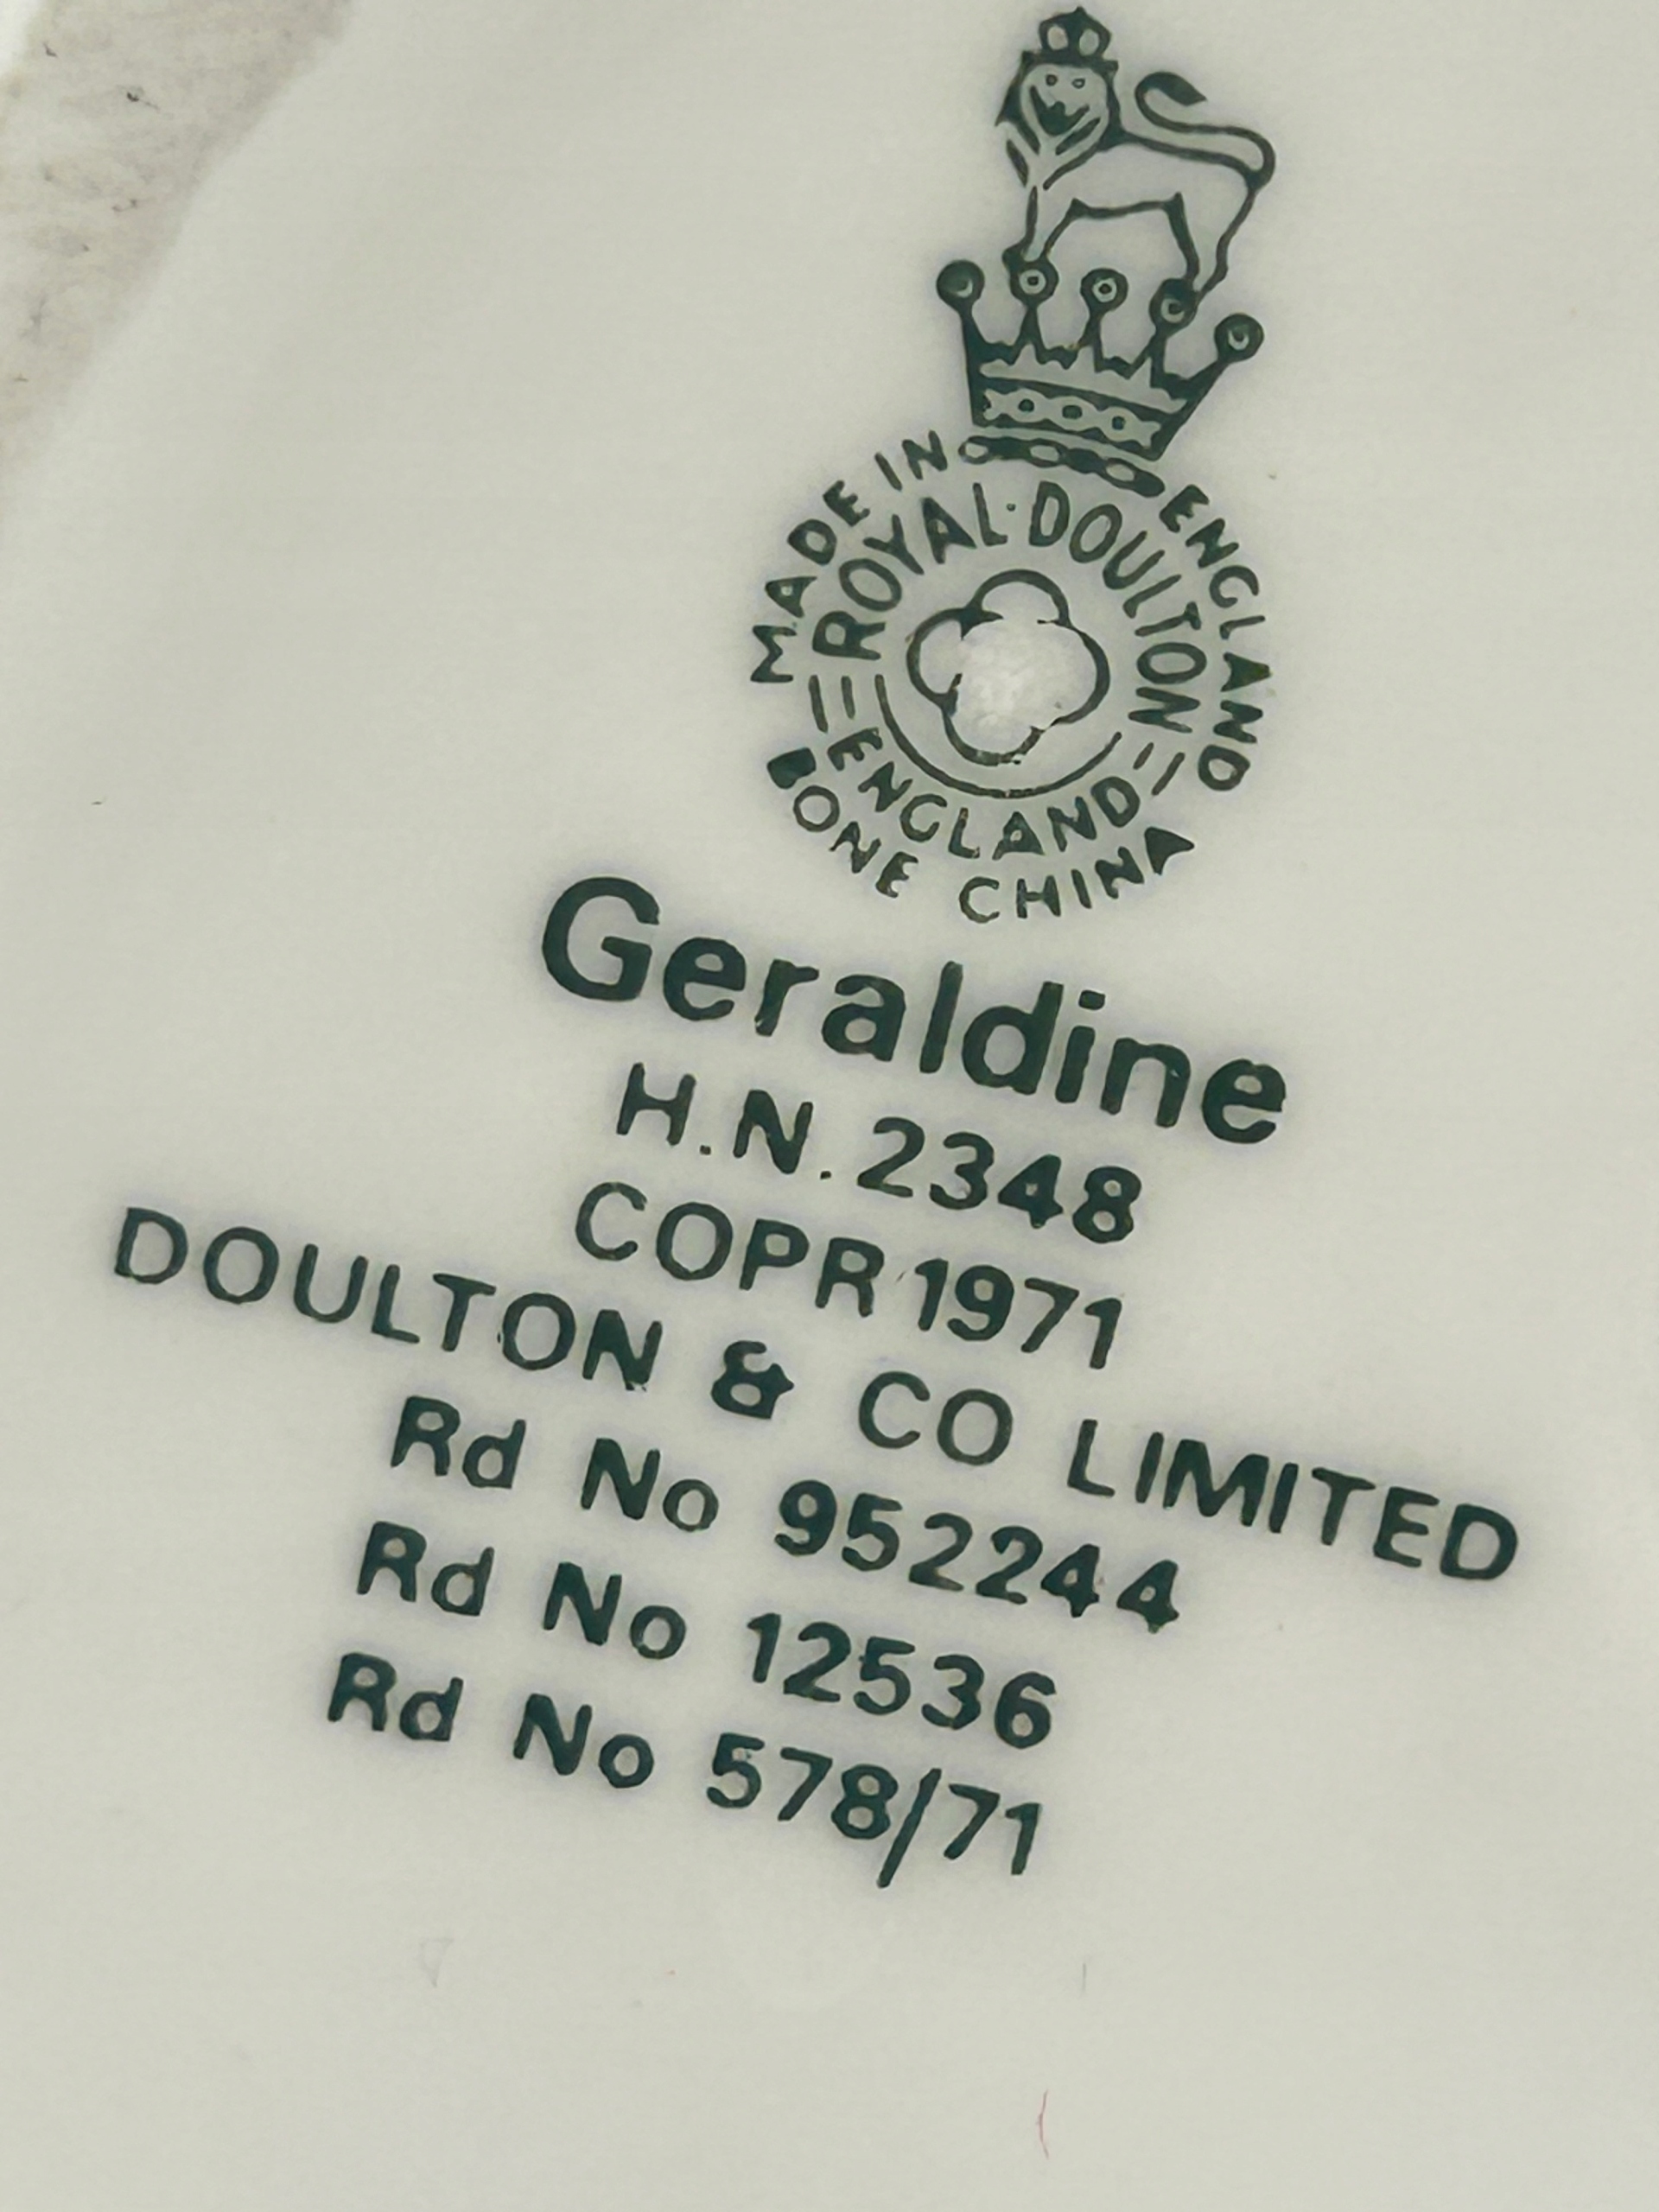 MADE IN ENGLAND
ROYAL·DOULTON
ENGLAND
BONE CHINA
Geraldine
H.N. 2348
COPR 1971
DOULTON & CO LIMITED
Rd No 952244
Rd No 12536
Rd No 578/71